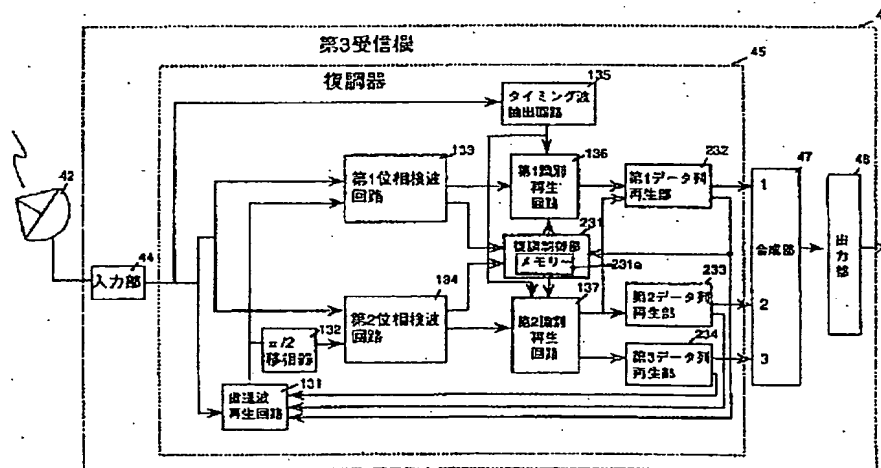 第3受信機
45
復調器
135
タイミング波
抽出回路
42
133
第1位相検波
回路
136
第1識別
再生
回路
232
第1データ列
再生部
47
1
合成部
2
3
48
出力部
44
入力部
231
復調制御部
メモリー
231a
134
第2位相検波
回路
132
π/2
移相器
137
第2識別
再生
回路
233
第2データ列
再生部
234
第3データ列
再生部
131
搬送波
再生回路